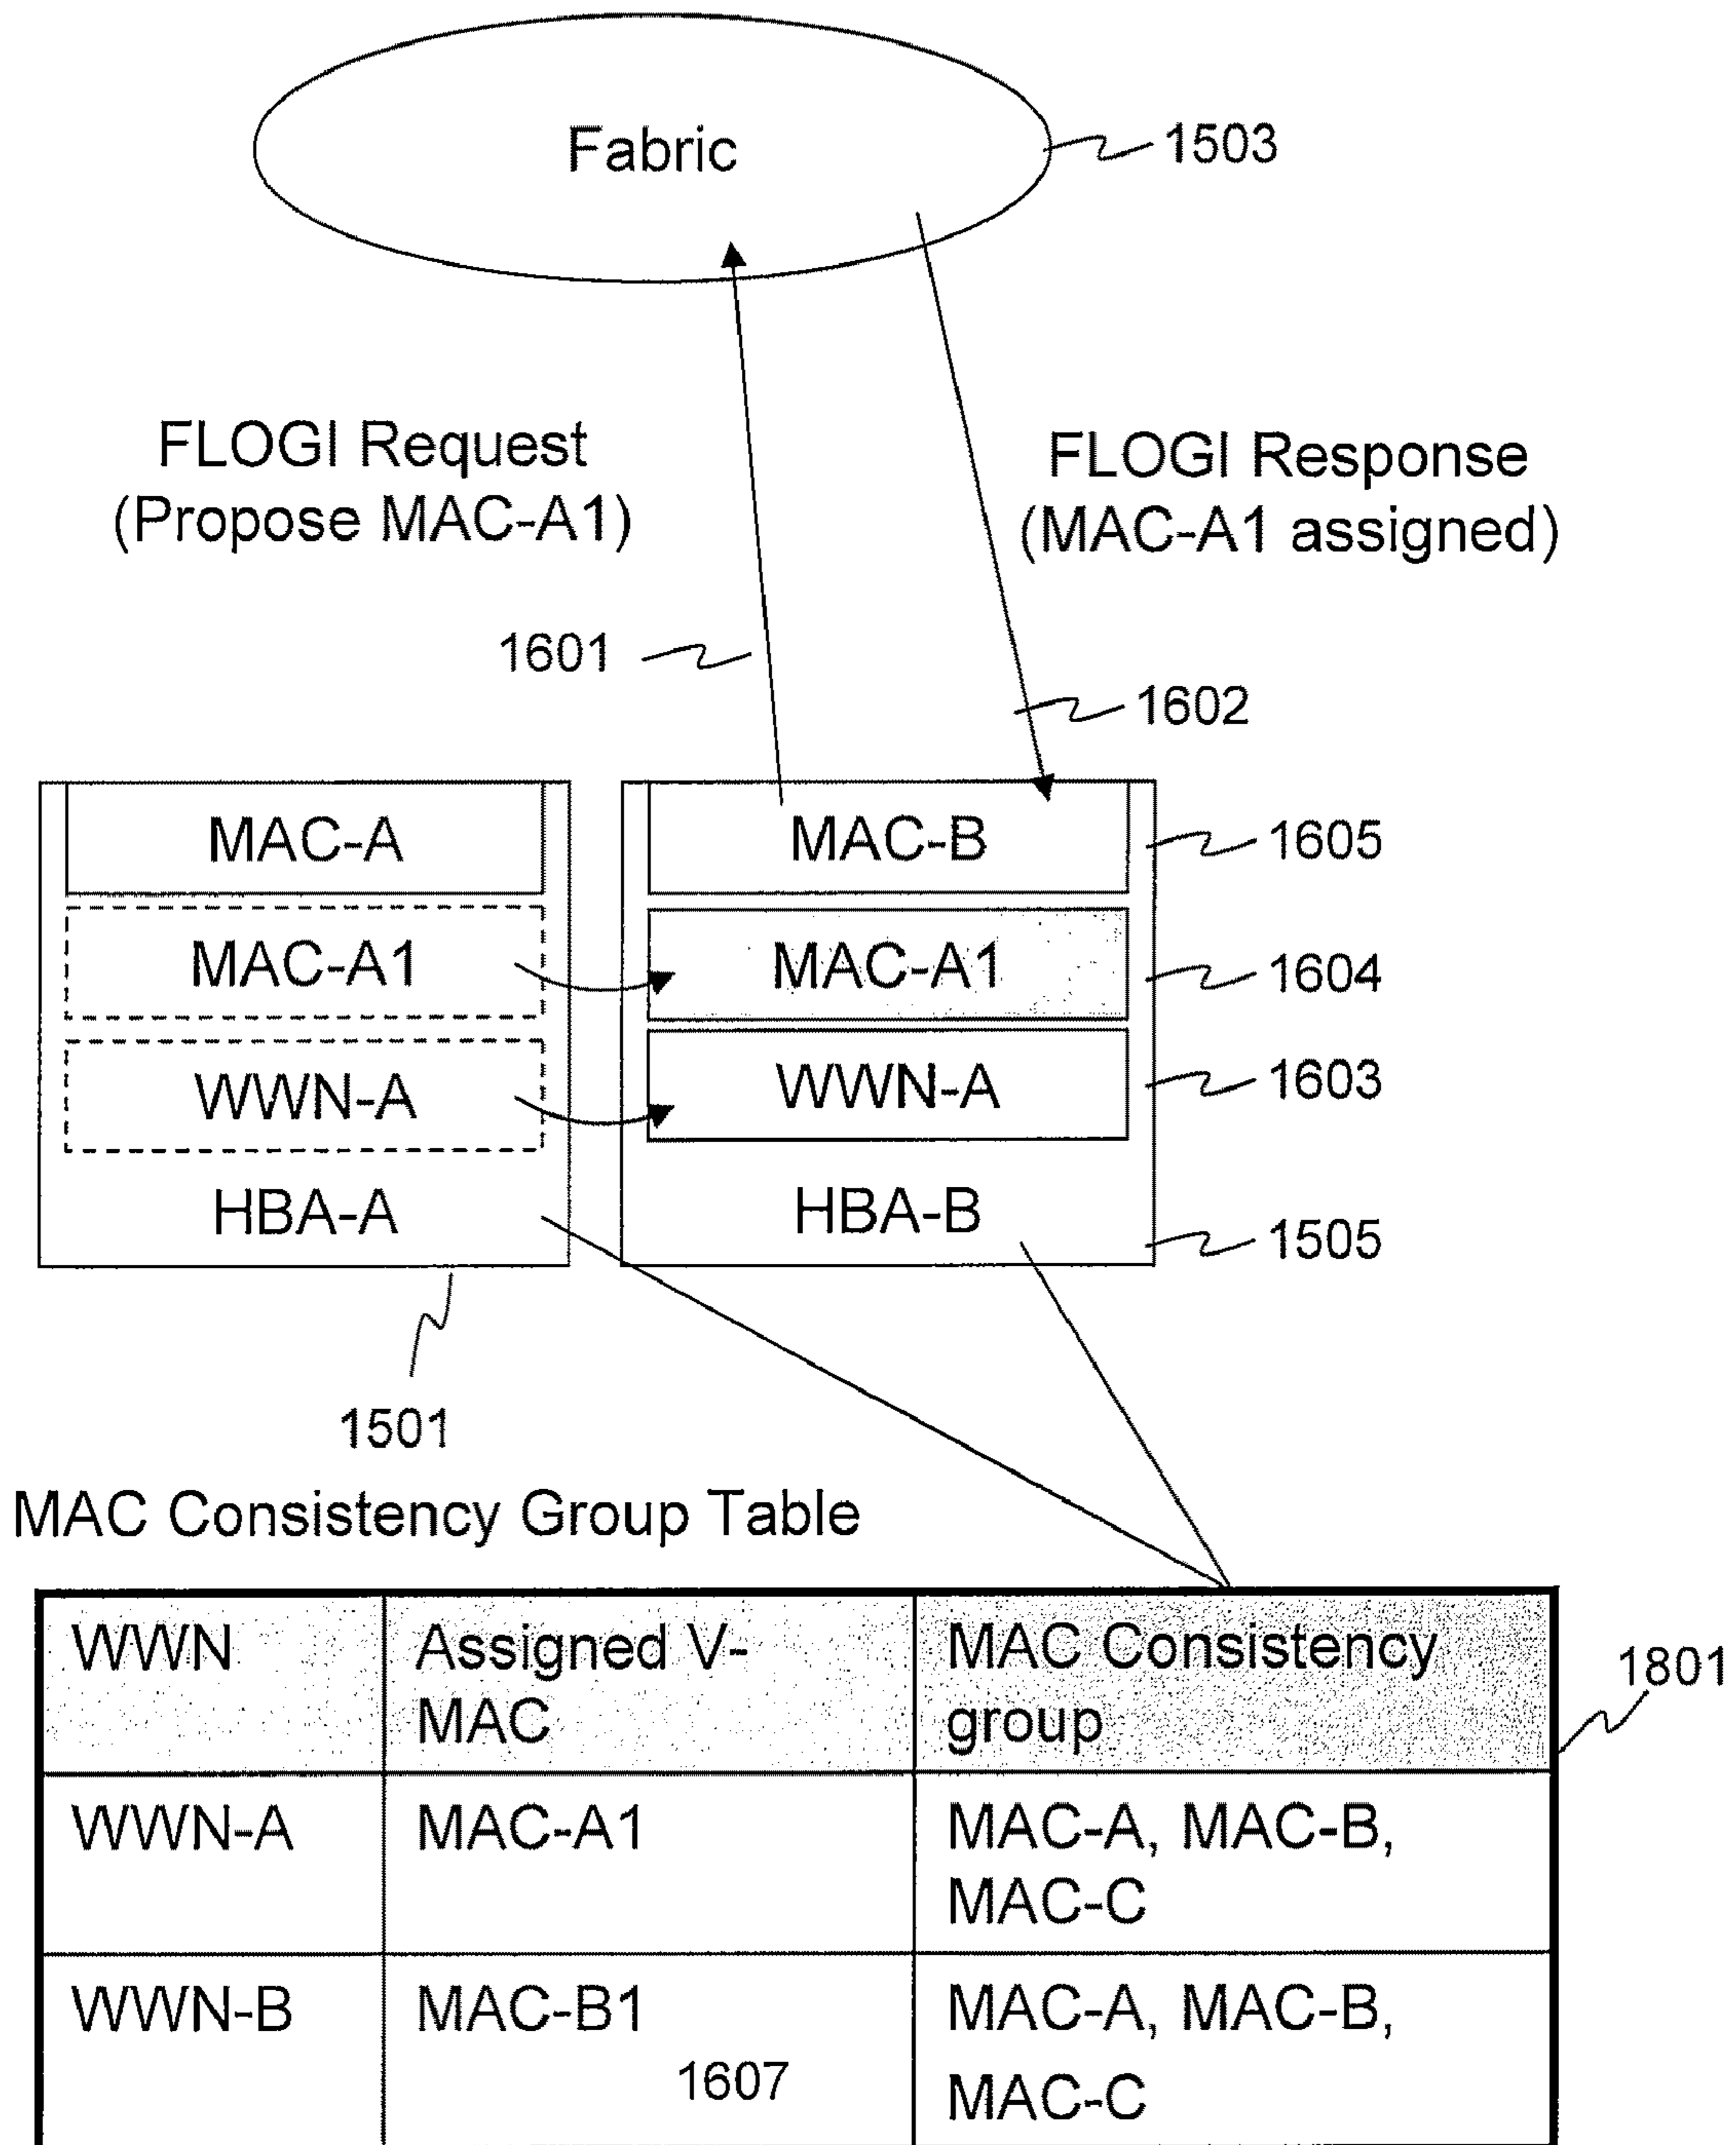 Fabric
1503
FLOGI Request
(Propose MAC-A1)
FLOGI Response
(MAC-A1 assigned)
1601
1602
MAC-A
MAC-B
1605
MAC-A1
MAC-A1
1604
WWN-A
WWN-A
1603
HBA-A
HBA-B
1505
1501
MAC Consistency Group Table
WWN
Assigned V-
MAC
MAC Consistency
group
1801
WWN-A
MAC-A1
MAC-A, MAC-B,
MAC-C
WWN-B
MAC-B1
1607
MAC-A, MAC-B,
MAC-C